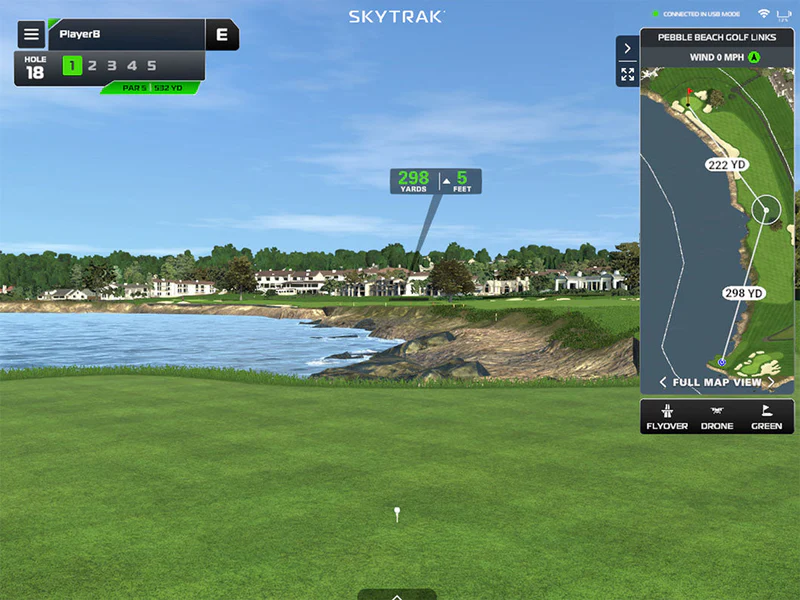 SKYTRAK
CONNECTED IN USB MODE
PlayerB
E
HOLE
18
1 2 3 4 5
PAR 5 | 532 YD
PEBBLE BEACH GOLF LINKS
WIND 0 MPH
298
YARDS
5
FEET
222 YD
298 YD
FULL MAP VIEW
FLYOVER DRONE GREEN